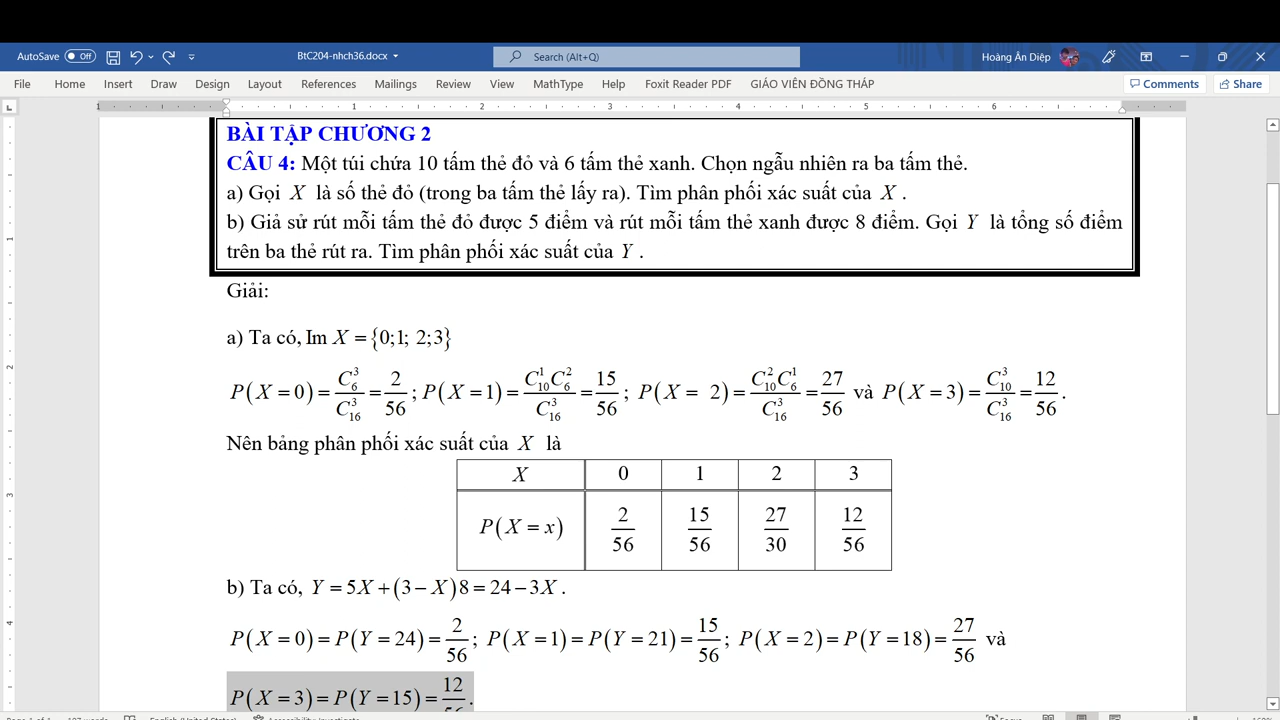 AutoSave Off BtC204-nhch36.docx Search (Alt+Q) Hoàng Ân Diệp
File Home Insert Draw Design Layout References Mailings Review View MathType Help Foxit Reader PDF GIÁO VIÊN ĐỒNG THÁP Comments Share
1 1 2 3 4 5 6
BÀI TẬP CHƯƠNG 2
CÂU 4: Một túi chứa 10 tấm thẻ đỏ và 6 tấm thẻ xanh. Chọn ngẫu nhiên ra ba tấm thẻ.
a) Gọi X là số thẻ đỏ (trong ba tấm thẻ lấy ra). Tìm phân phối xác suất của X .
b) Giả sử rút mỗi tấm thẻ đỏ được 5 điểm và rút mỗi tấm thẻ xanh được 8 điểm. Gọi Y là tổng số điểm
trên ba thẻ rút ra. Tìm phân phối xác suất của Y .
Giải:
a) Ta có, Im X = {0;1; 2;3}
P(X = 0) = C_6^3/C_16^3 = 2/56 ; P(X = 1) = C_10^1 C_6^2/C_16^3 = 15/56 ; P(X = 2) = C_10^2 C_6^1/C_16^3 = 27/56 và P(X = 3) = C_10^3/C_16^3 = 12/56 .
Nên bảng phân phối xác suất của X là
X 0 1 2 3
P(X = x) 2/56 15/56 27/30 12/56
b) Ta có, Y = 5X + (3 − X)8 = 24 − 3X .
P(X = 0) = P(Y = 24) = 2/56 ; P(X = 1) = P(Y = 21) = 15/56 ; P(X = 2) = P(Y = 18) = 27/56 và
P(X = 3) = P(Y = 15) = 12/56 .